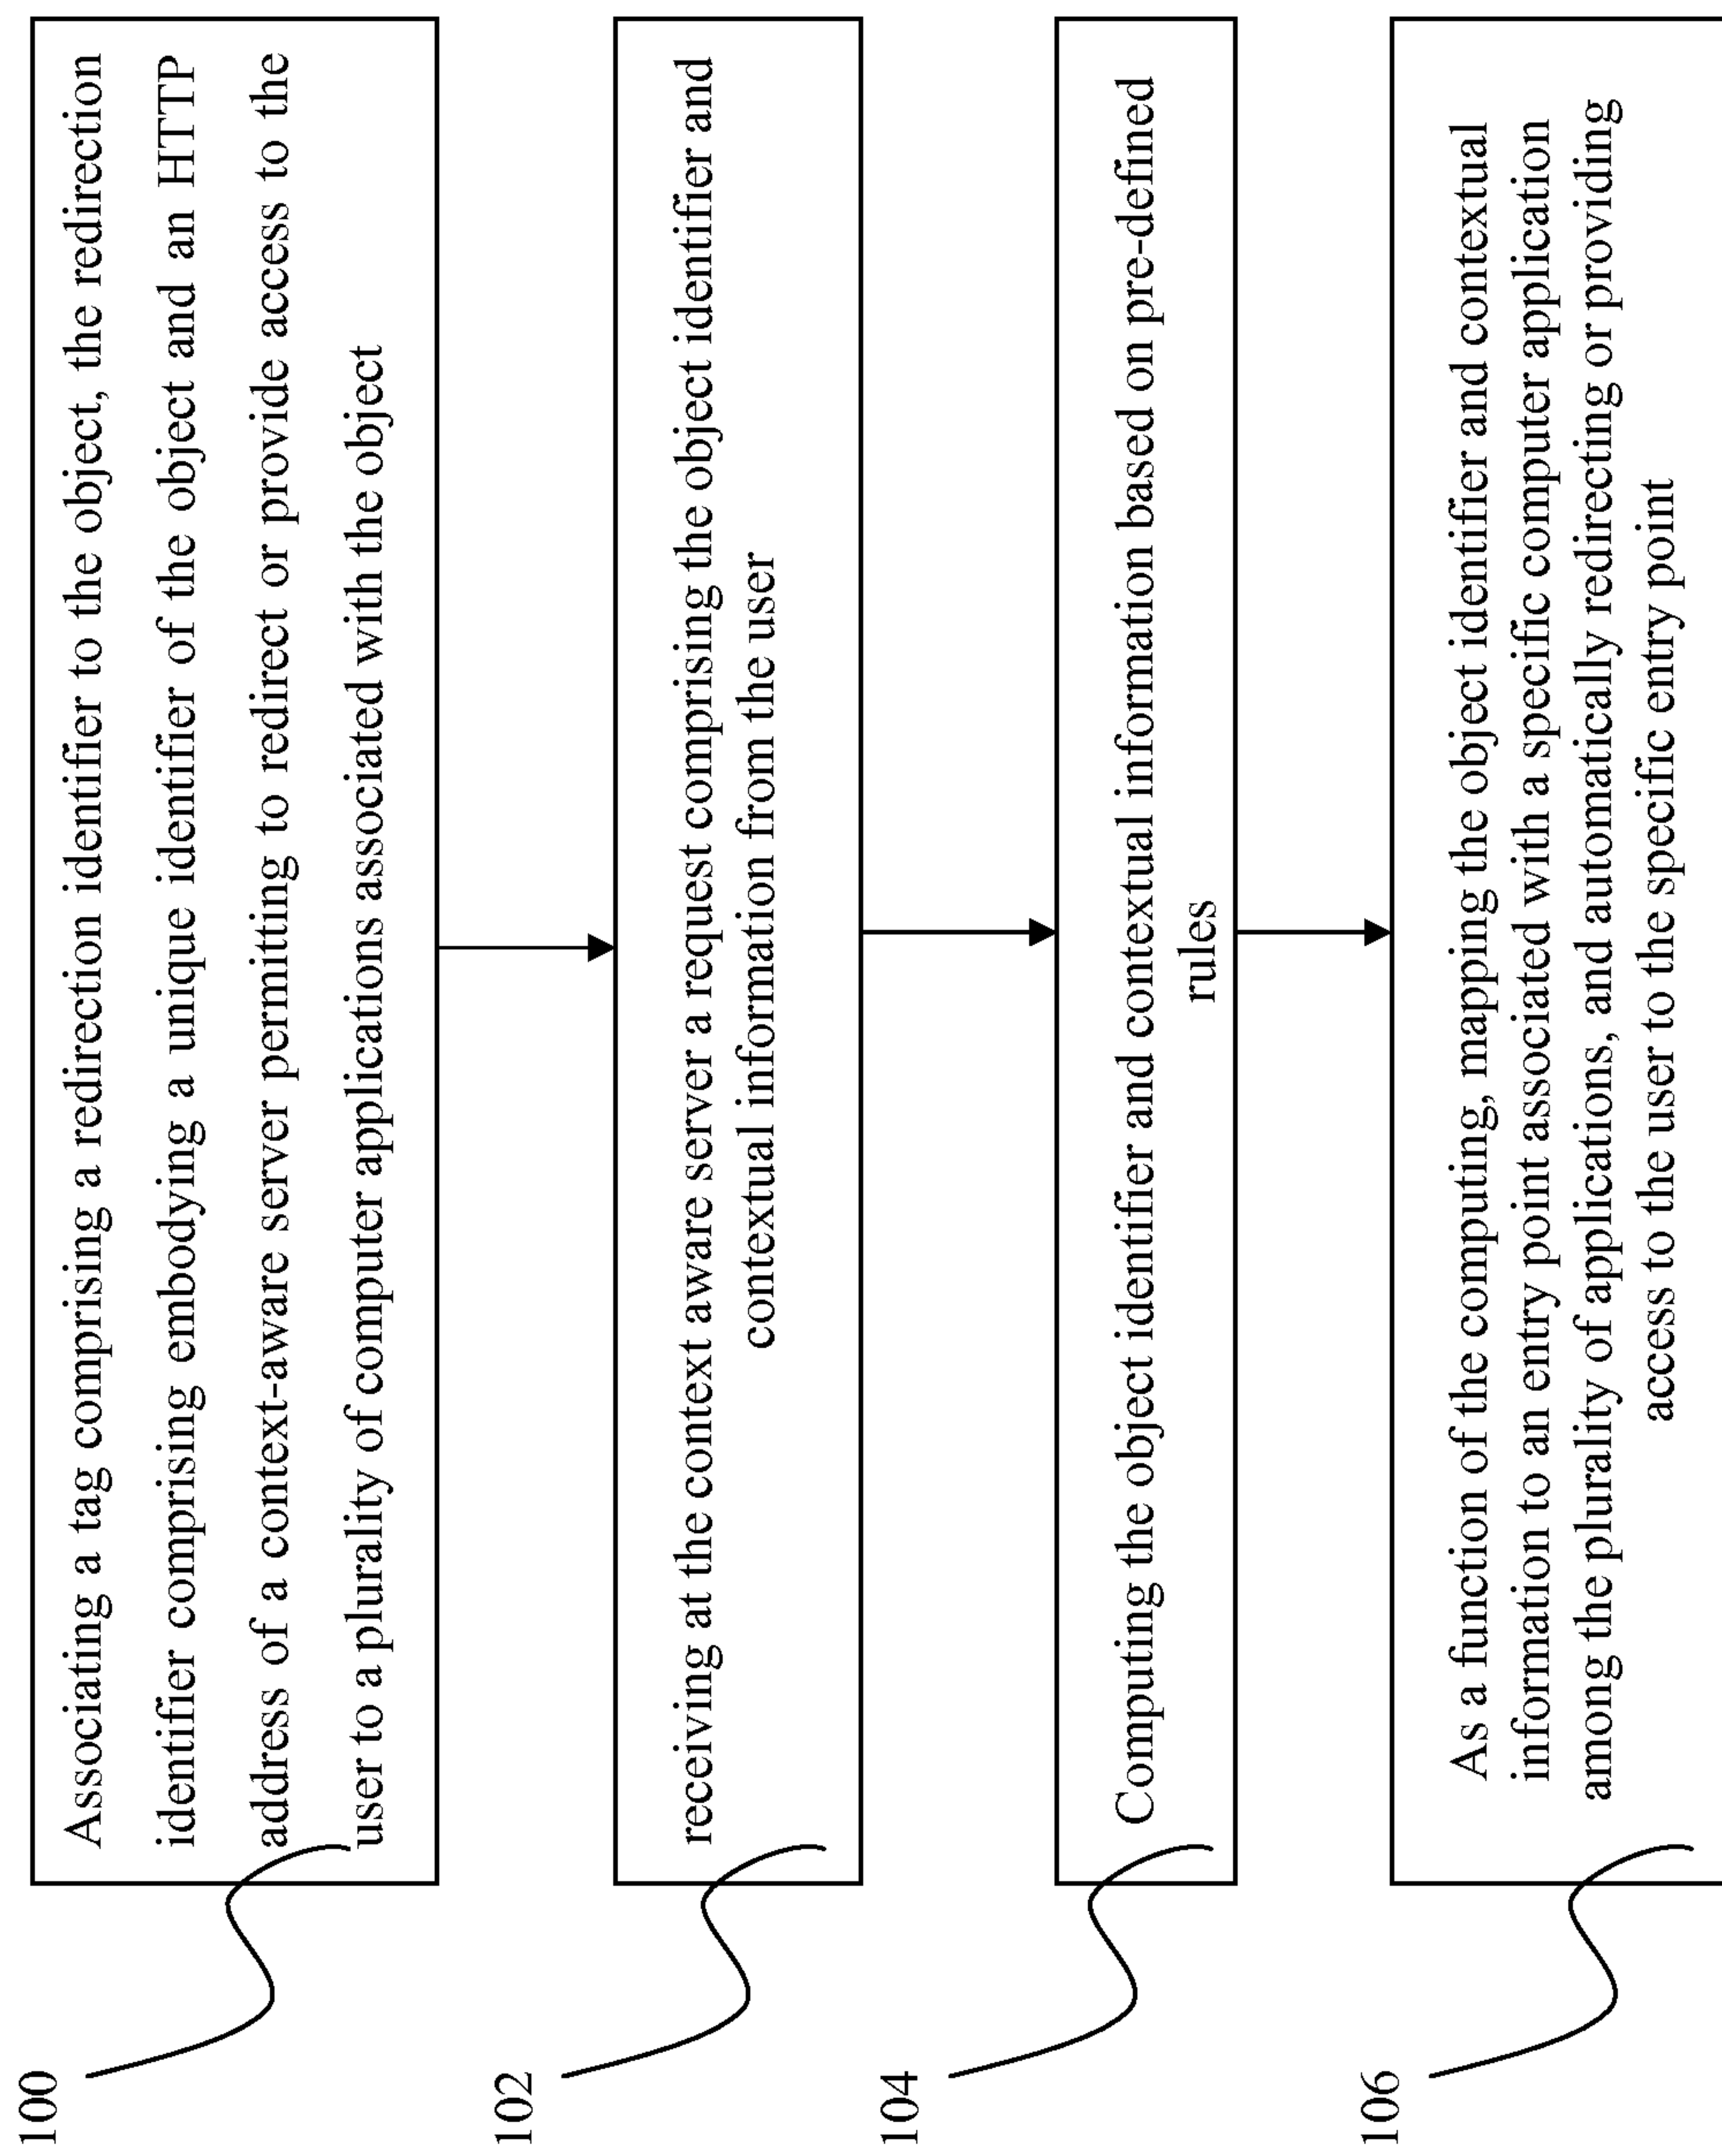 100
Associating a tag comprising a redirection identifier to the object, the redirection
identifier comprising embodying a unique identifier of the object and an HTTP
address of a context-aware server permitting to redirect or provide access to the
user to a plurality of computer applications associated with the object
102
receiving at the context aware server a request comprising the object identifier and
contextual information from the user
104
Computing the object identifier and contextual information based on pre-defined
rules
106
As a function of the computing, mapping the object identifier and contextual
information to an entry point associated with a specific computer application
among the plurality of applications, and automatically redirecting or providing
access to the user to the specific entry point